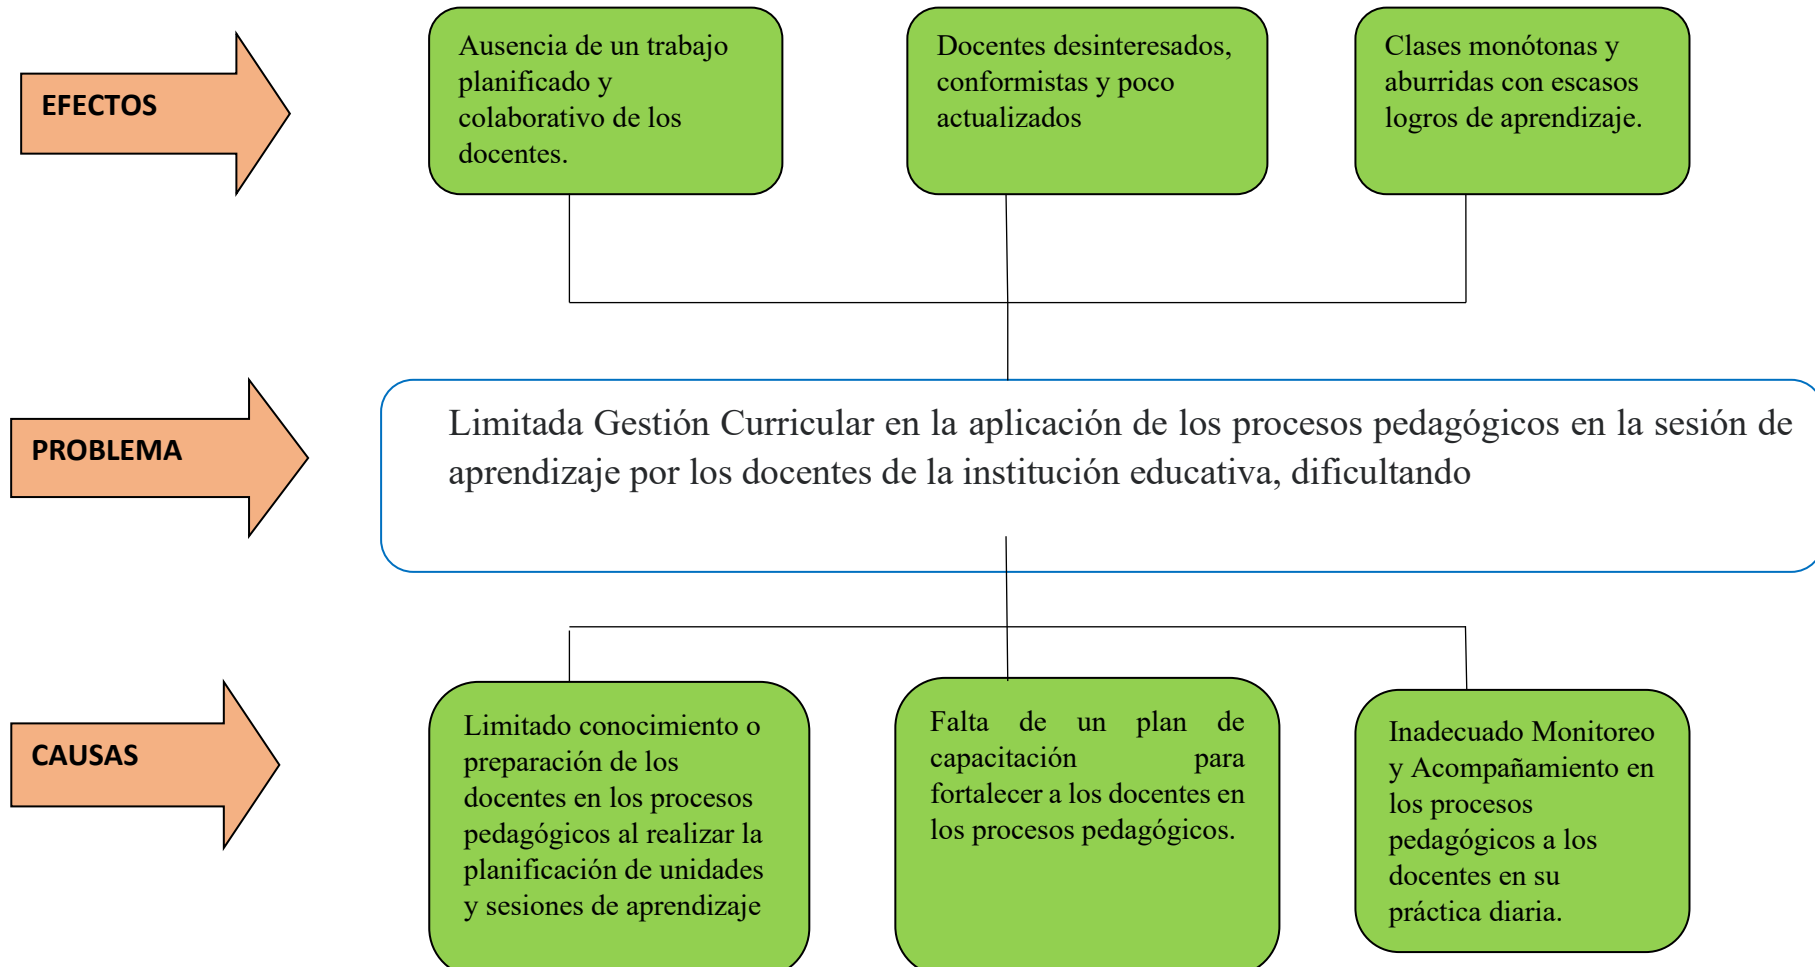 EFECTOS
Ausencia de un trabajo
planificado y
colaborativo de los
docentes.
Docentes desinteresados,
conformistas y poco
actualizados
Clases monótonas y
aburridas con escasos
logros de aprendizaje.
PROBLEMA
Limitada Gestión Curricular en la aplicación de los procesos pedagógicos en la sesión de
aprendizaje por los docentes de la institución educativa, dificultando
CAUSAS
Limitado conocimiento o
preparación de los
docentes en los procesos
pedagógicos al realizar la
planificación de unidades
y sesiones de aprendizaje
Falta de un plan de
capacitación para
fortalecer a los docentes en
los procesos pedagógicos.
Inadecuado Monitoreo
y Acompañamiento en
los procesos
pedagógicos a los
docentes en su
práctica diaria.